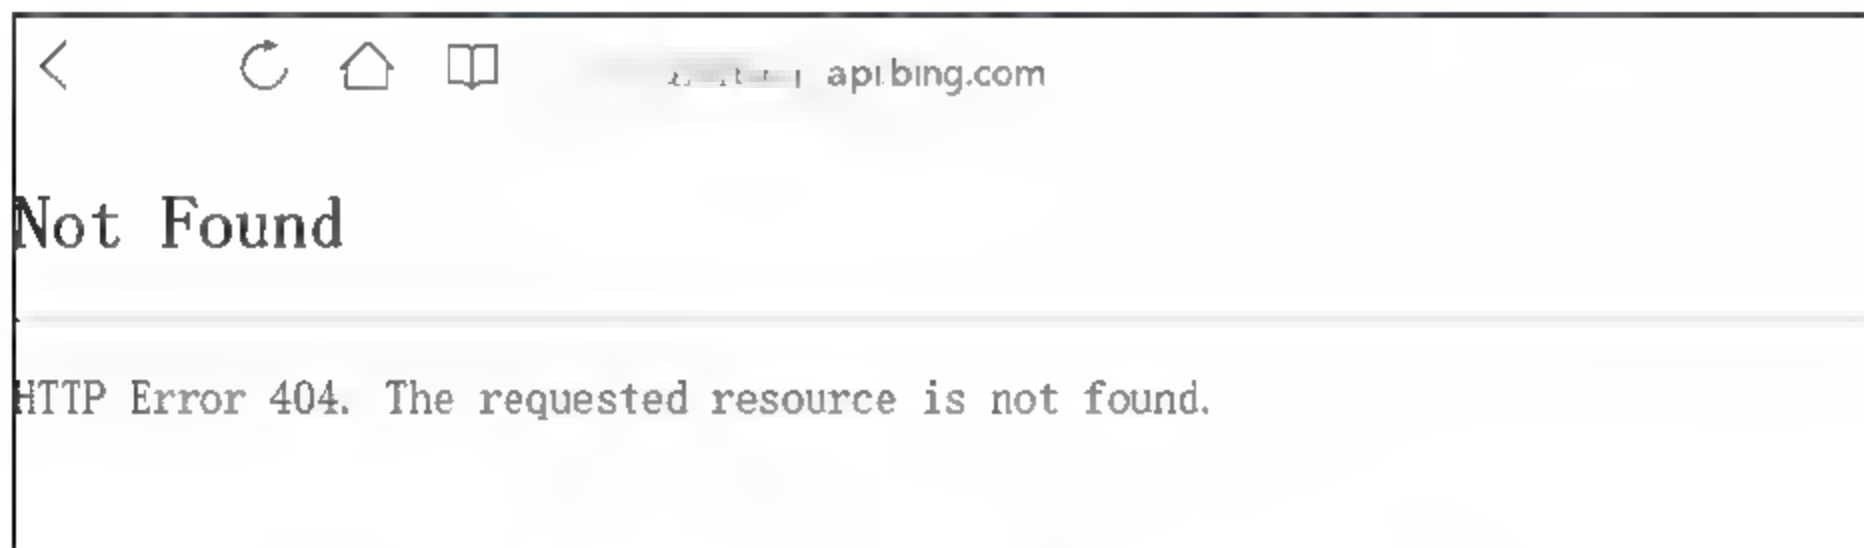 api.bing.com
Not Found
HTTP Error 404. The requested resource is not found.